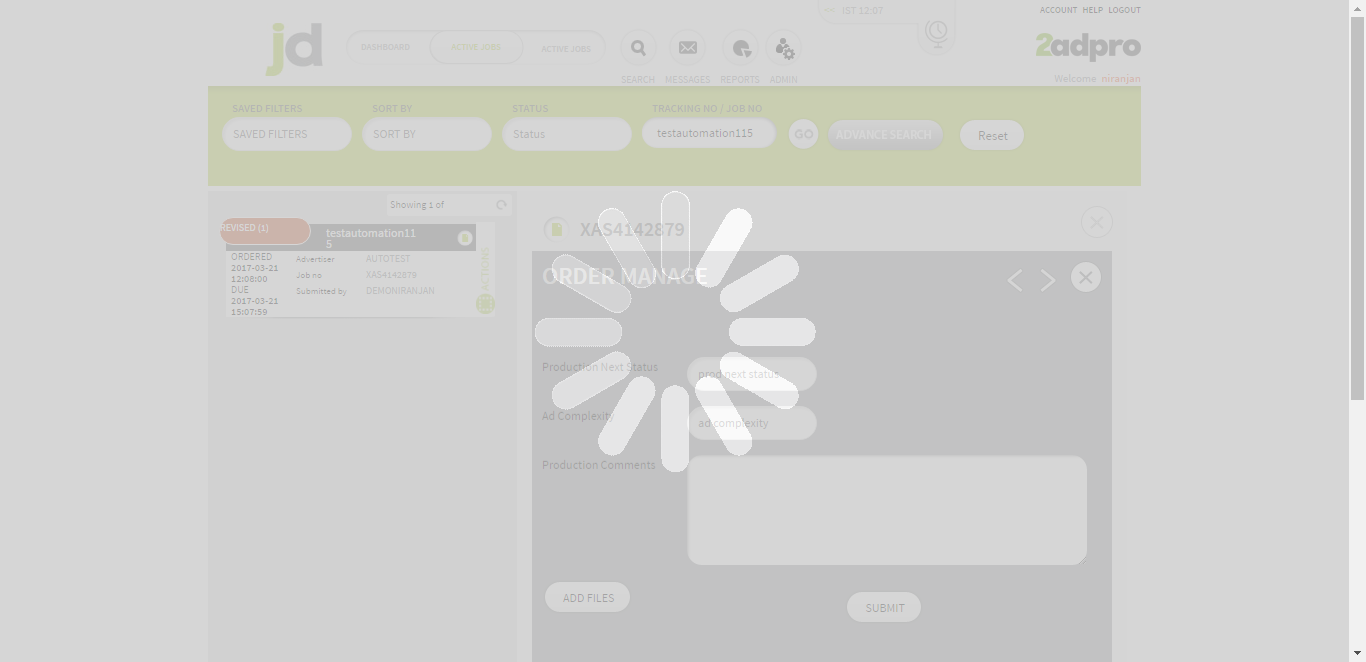 IST 12:07
ACCOUNT HELP LOGOUT
jd
DASHBOARD
ACTIVE JOBS
ACTIVE JOBS
2adpro
SEARCH MESSAGES REPORTS ADMIN
Welcome niranjan
SAVED FILTERS SORT BY STATUS TRACKING NO / JOB NO
SAVED FILTERS SORT BY Status testautomation115 GO ADVANCE SEARCH Reset
Showing 1 of
XAS4142879
EVISED (1)
testautomation11
5
ORDERED
2017-03-21
12:08:00
DUE
2017-03-21
15:07:59
Advertiser AUTOTEST
Job no XAS4142879
Submitted by DEMONIRANJAN
ACTIONS
ORDER MANAGE
Production Next Status prod next status
Ad Complexity ad complexity
Production Comments
ADD FILES
SUBMIT